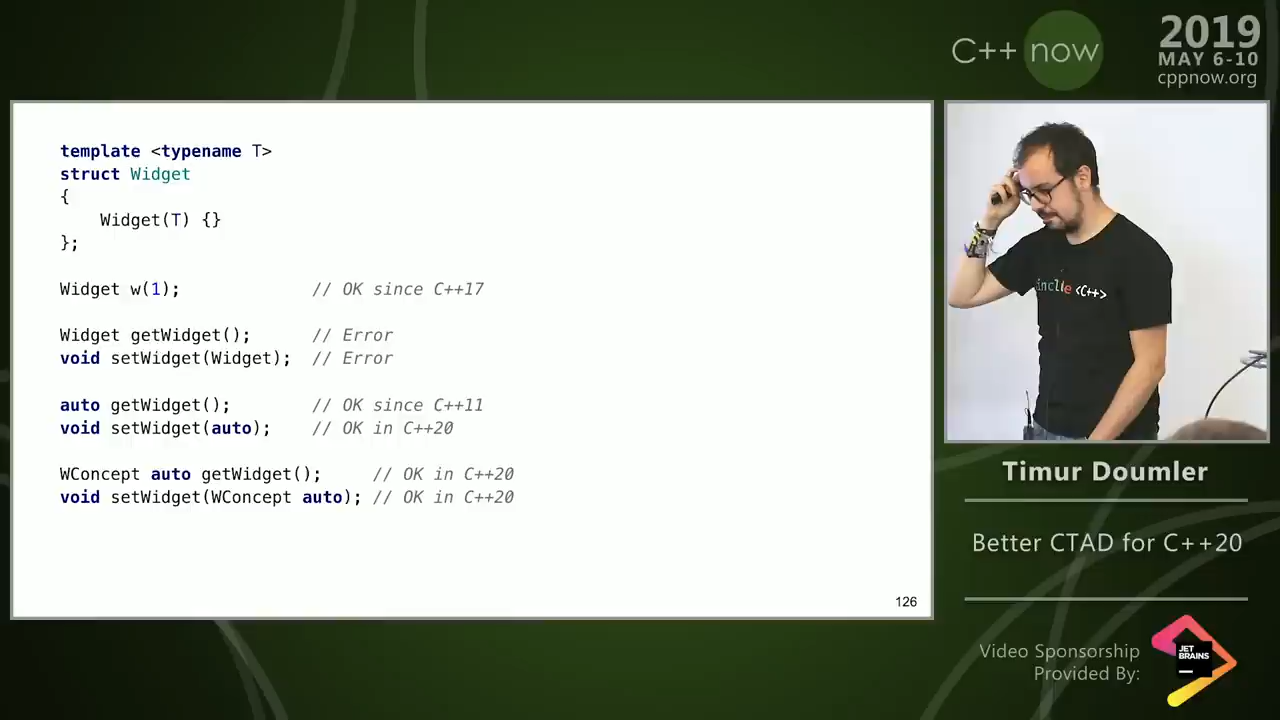 C++ now
2019
MAY 6-10
cppnow.org
template <typename T>
struct Widget
{
    Widget(T) {}
};
Widget w(1);             // OK since C++17
Widget getWidget();      // Error
void setWidget(Widget);  // Error
auto getWidget();        // OK since C++11
void setWidget(auto);    // OK in C++20
WConcept auto getWidget();     // OK in C++20
void setWidget(WConcept auto); // OK in C++20
126
#include <C++>
Timur Doumler
Better CTAD for C++20
Video Sponsorship
Provided By:
JET
BRAINS